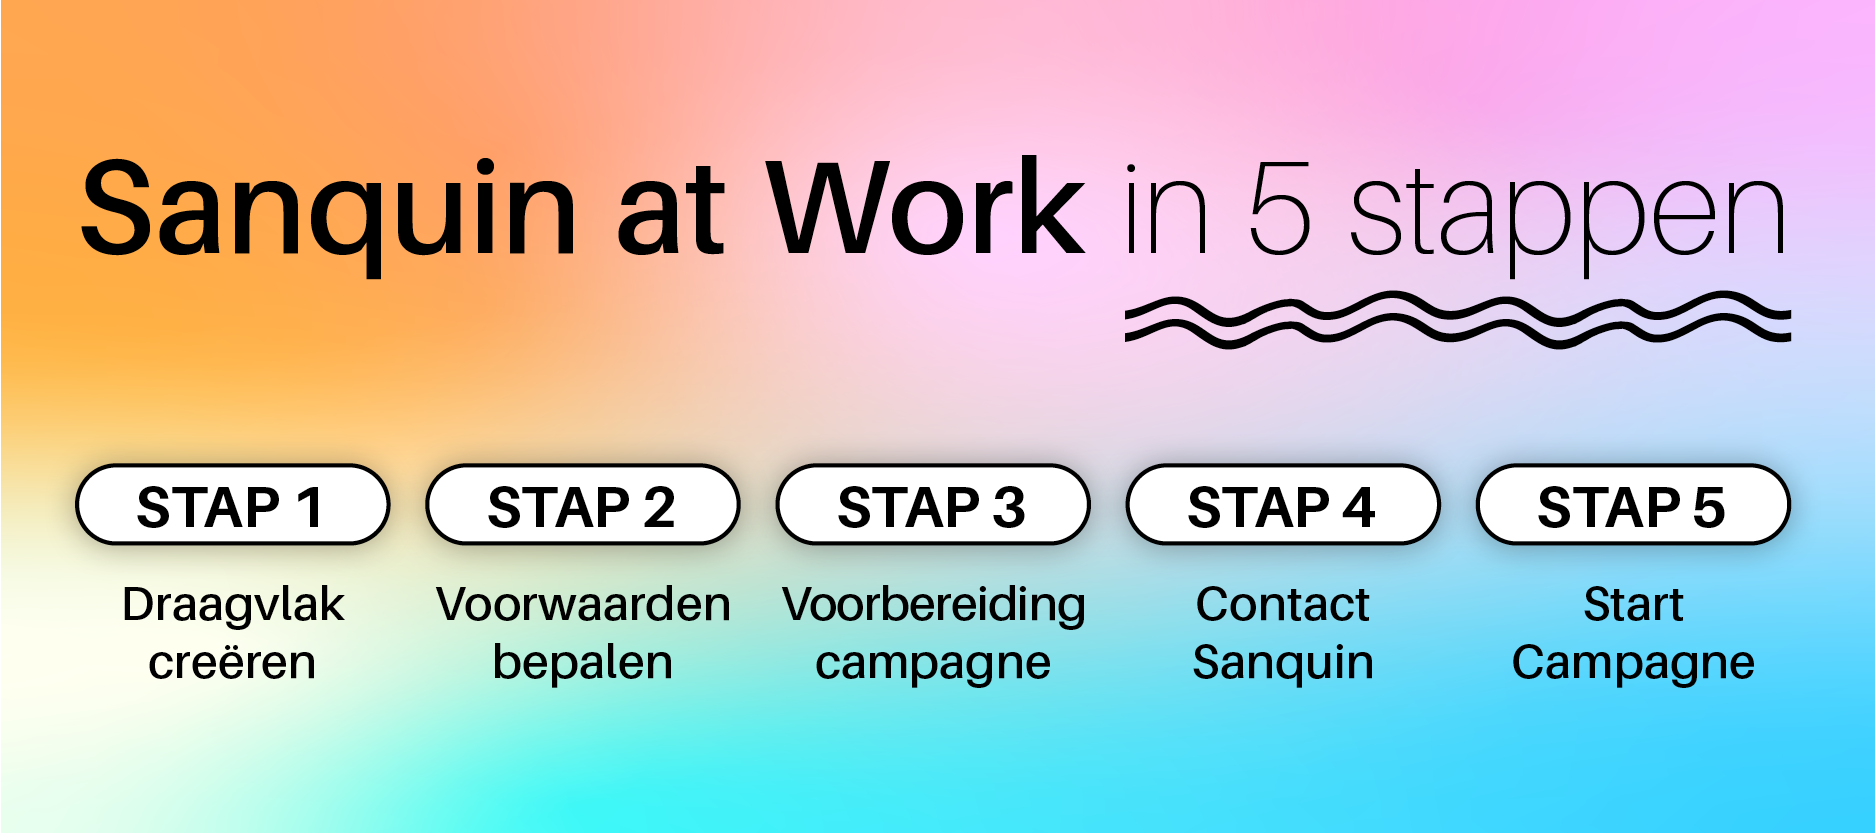 Sanquin at Work in 5 stappen
STAP 1
Draagvlak
creëren
STAP 2
Voorwaarden
bepalen
STAP 3
Voorbereiding
campagne
STAP 4
Contact
Sanquin
STAP 5
Start
Campagne